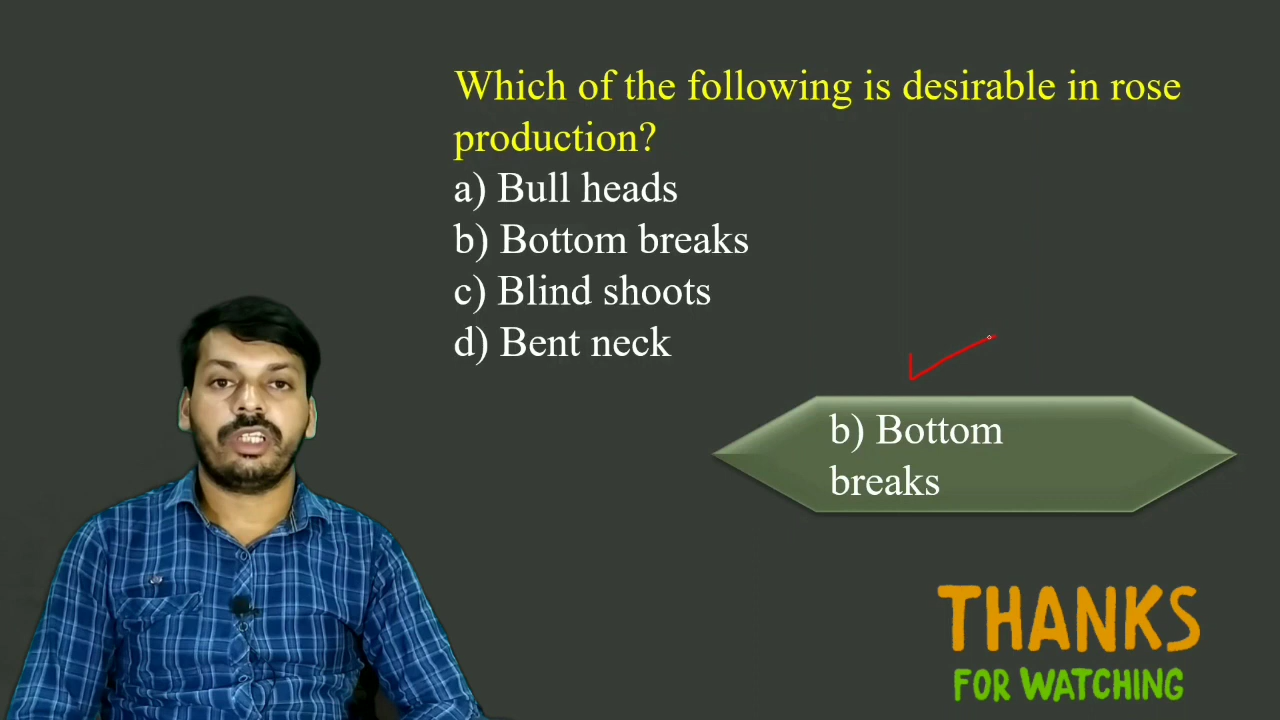 Which of the following is desirable in rose
production?
a) Bull heads
b) Bottom breaks
c) Blind shoots
d) Bent neck
b) Bottom
breaks
THANKS
FOR WATCHING